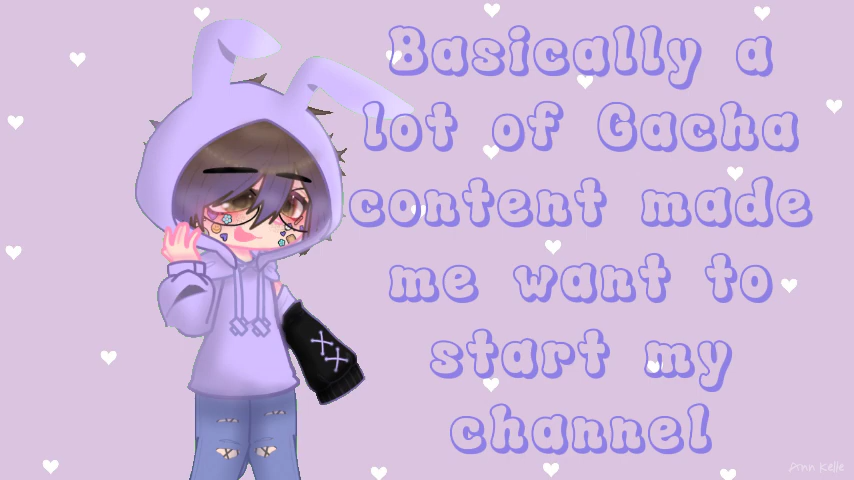 Basically a
lot of Gacha
content made
me want to
start my
channel
Ann Kelle